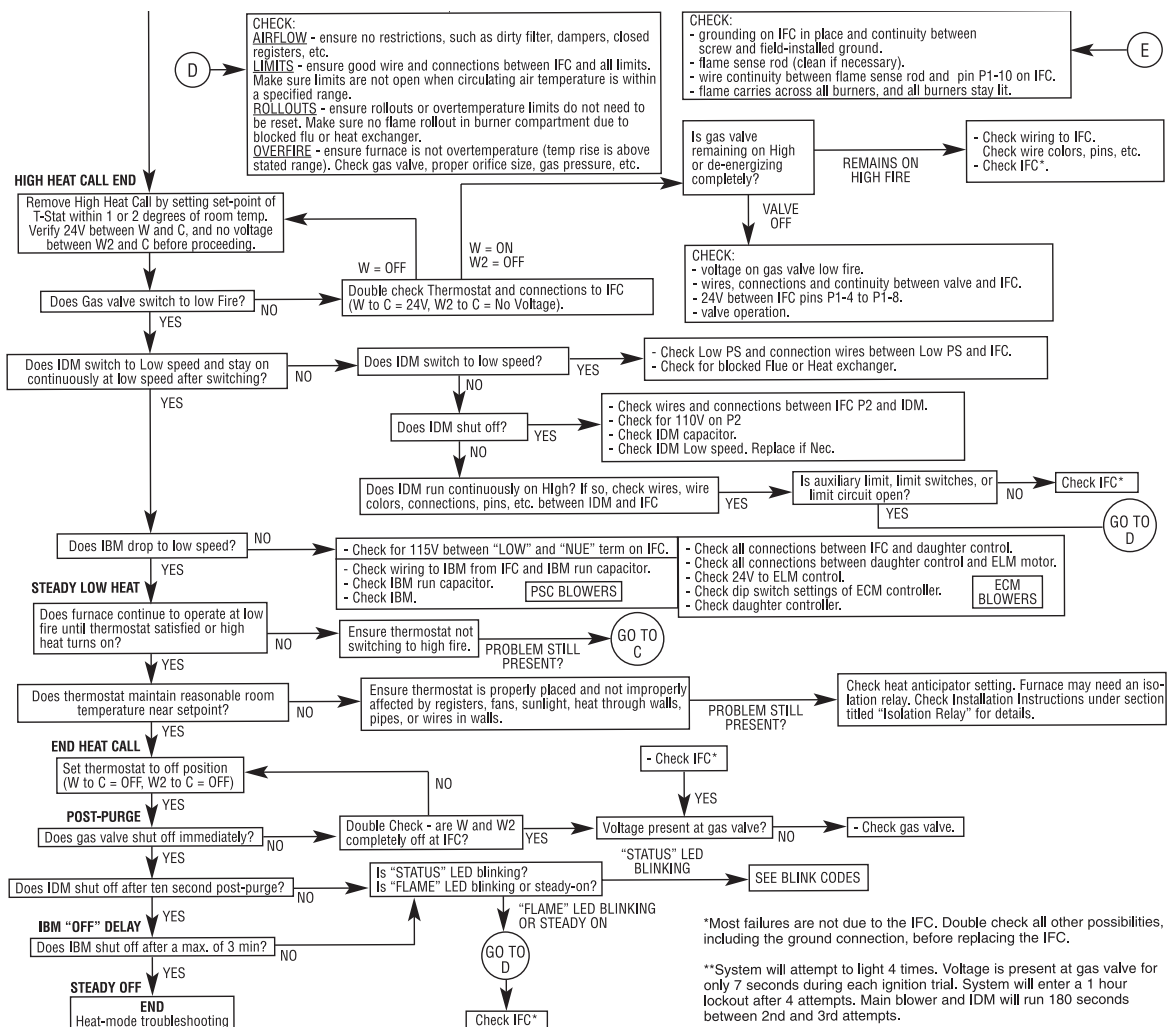 D
CHECK:
AIRFLOW - ensure no restrictions, such as dirty filter, dampers, closed
registers, etc.
LIMITS - ensure good wire and connections between IFC and all limits.
Make sure limits are not open when circulating air temperature is within
a specified range.
ROLLOUTS - ensure rollouts or overtemperature limits do not need to
be reset. Make sure no flame rollout in burner compartment due to
blocked flu or heat exchanger.
OVERFIRE - ensure furnace is not overtemperature (temp rise is above
stated range). Check gas valve, proper orifice size, gas pressure, etc.
CHECK:
- grounding on IFC in place and continuity between
screw and field-installed ground.
- flame sense rod (clean if necessary).
- wire continuity between flame sense rod and pin P1-10 on IFC.
- flame carries across all burners, and all burners stay lit.
E
Is gas valve
remaining on High
or de-energizing
completely?
REMAINS ON
HIGH FIRE
- Check wiring to IFC.
Check wire colors, pins, etc.
- Check IFC*.
VALVE
OFF
CHECK:
- voltage on gas valve low fire.
- wires, connections and continuity between valve and IFC.
- 24V between IFC pins P1-4 to P1-8.
- valve operation.
HIGH HEAT CALL END
Remove High Heat Call by setting set-point of
T-Stat within 1 or 2 degrees of room temp.
Verify 24V between W and C, and no voltage
between W2 and C before proceeding.
W = OFF
W = ON
W2 = OFF
Does Gas valve switch to low Fire?
NO
Double check Thermostat and connections to IFC
(W to C = 24V, W2 to C = No Voltage).
YES
Does IDM switch to Low speed and stay on
continuously at low speed after switching?
NO
Does IDM switch to low speed?
YES
- Check Low PS and connection wires between Low PS and IFC.
- Check for blocked Flue or Heat exchanger.
YES
NO
Does IDM shut off?
YES
- Check wires and connections between IFC P2 and IDM.
- Check for 110V on P2
- Check IDM capacitor.
- Check IDM Low speed. Replace if Nec.
NO
Does IDM run continuously on HIgh? If so, check wires, wire
colors, connections, pins, etc. between IDM and IFC
YES
Is auxiliary limit, limit switches, or
limit circuit open?
NO
Check IFC*
YES
GO TO
D
Does IBM drop to low speed?
NO
- Check for 115V between “LOW” and “NUE” term on IFC.
- Check wiring to IBM from IFC and IBM run capacitor.
- Check IBM run capacitor.
- Check IBM.
PSC BLOWERS
- Check all connections between IFC and daughter control.
- Check all connections between daughter control and ELM motor.
- Check 24V to ELM control.
- Check dip switch settings of ECM controller.
- Check daughter controller.
ECM
BLOWERS
YES
STEADY LOW HEAT
Does furnace continue to operate at low
fire until thermostat satisfied or high
heat turns on?
NO
Ensure thermostat not
switching to high fire.
PROBLEM STILL
PRESENT?
GO TO
C
YES
Does thermostat maintain reasonable room
temperature near setpoint?
NO
Ensure thermostat is properly placed and not improperly
affected by registers, fans, sunlight, heat through walls,
pipes, or wires in walls.
PROBLEM STILL
PRESENT?
Check heat anticipator setting. Furnace may need an iso-
lation relay. Check Installation Instructions under section
titled “Isolation Relay” for details.
YES
END HEAT CALL
Set thermostat to off position
(W to C = OFF, W2 to C = OFF)
NO
- Check IFC*
YES
YES
POST-PURGE
Does gas valve shut off immediately?
NO
Double Check - are W and W2
completely off at IFC?
YES
Voltage present at gas valve?
NO
- Check gas valve.
YES
Does IDM shut off after ten second post-purge?
NO
Is “STATUS” LED blinking?
Is “FLAME” LED blinking or steady-on?
“STATUS” LED
BLINKING
SEE BLINK CODES
YES
IBM “OFF” DELAY
Does IBM shut off after a max. of 3 min?
NO
“FLAME” LED BLINKING
OR STEADY ON
GO TO
D
Check IFC*
YES
STEADY OFF
END
Heat-mode troubleshooting
*Most failures are not due to the IFC. Double check all other possibilities,
including the ground connection, before replacing the IFC.
**System will attempt to light 4 times. Voltage is present at gas valve for
only 7 seconds during each ignition trial. System will enter a 1 hour
lockout after 4 attempts. Main blower and IDM will run 180 seconds
between 2nd and 3rd attempts.